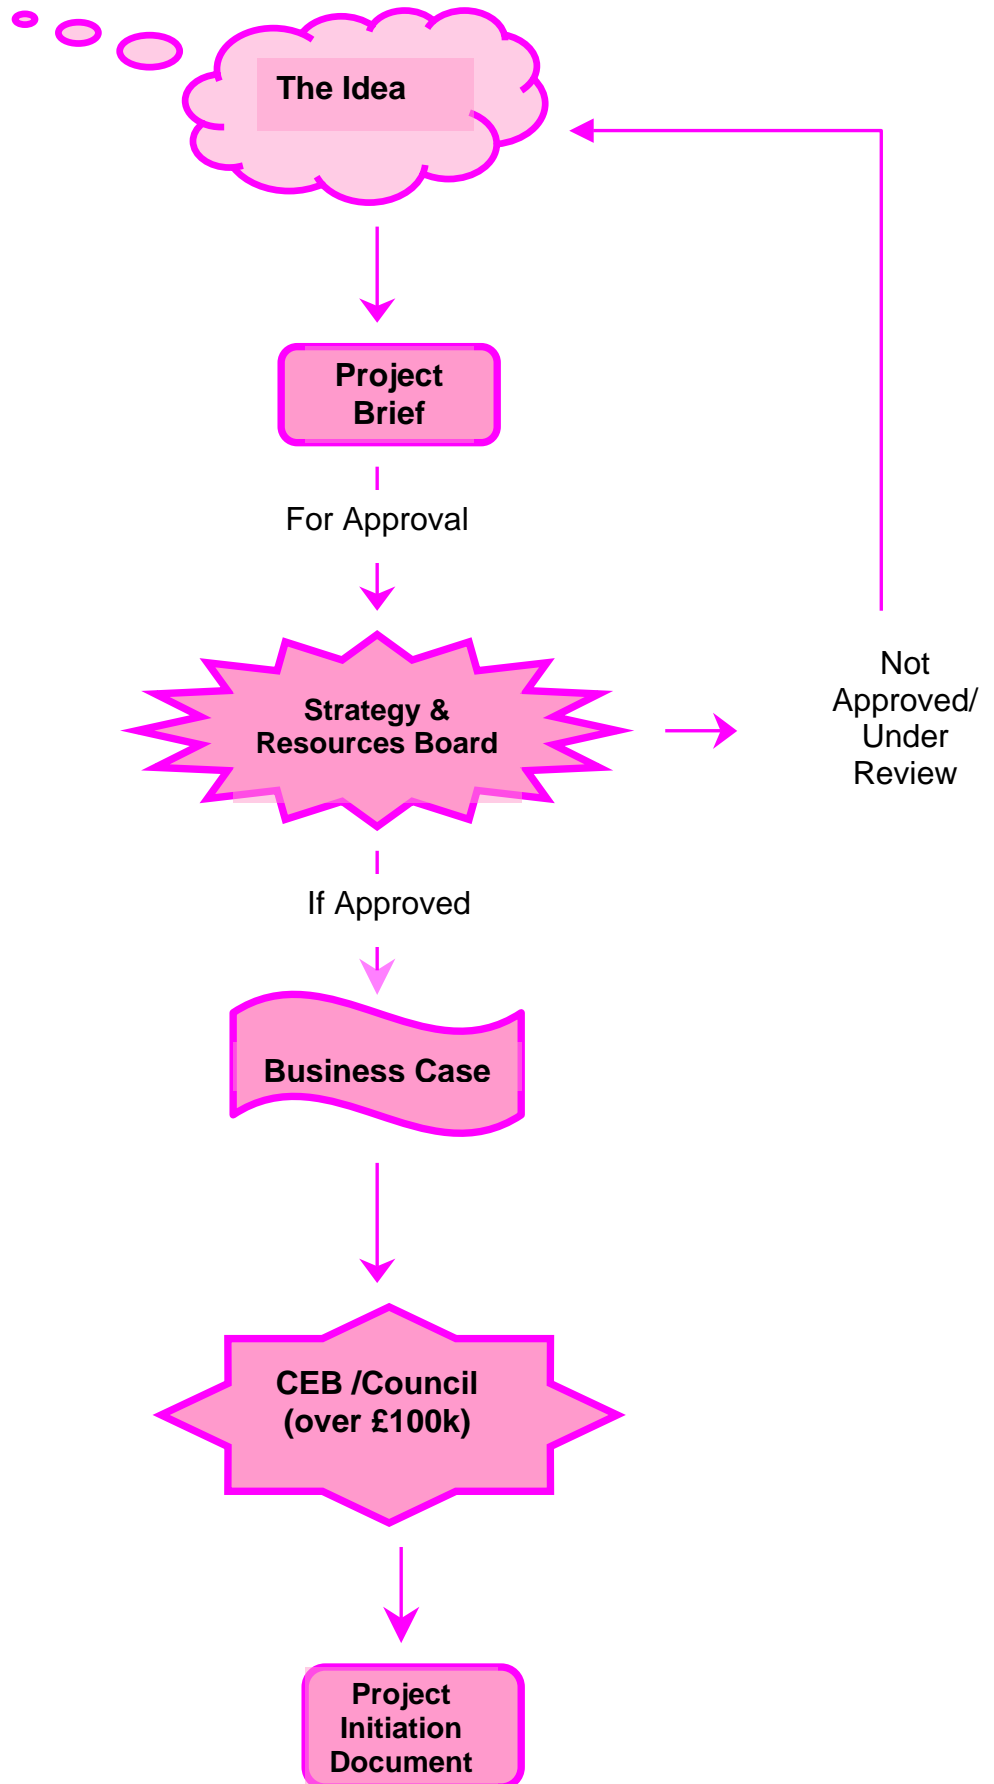 The Idea
Project
Brief
For Approval
Strategy &
Resources Board
Not
Approved/
Under
Review
If Approved
Business Case
CEB /Council
(over £100k)
Project
Initiation
Document